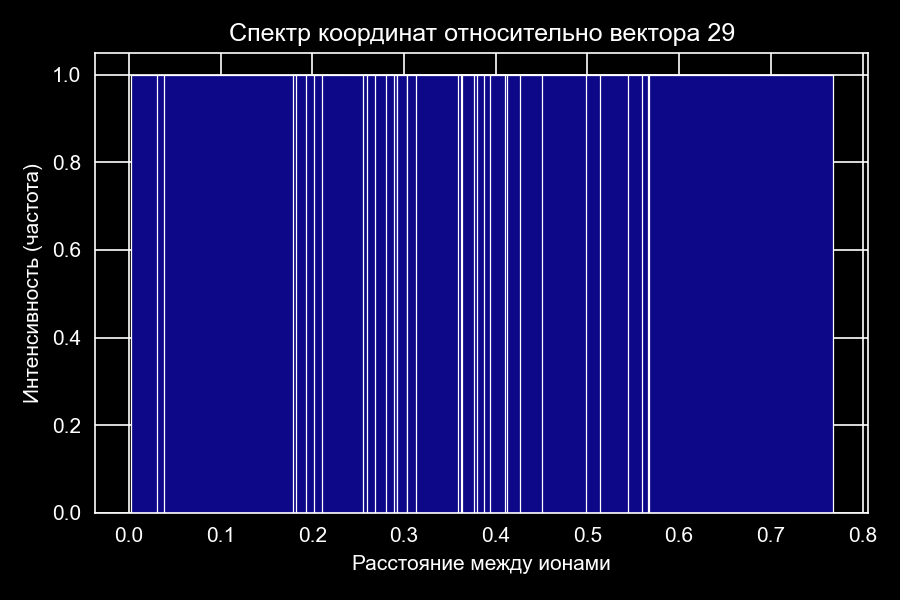 Спектр координат относительно вектора 29
Интенсивность (частота)
1.0
0.8
0.6
0.4
0.2
0.0
0.0 0.1 0.2 0.3 0.4 0.5 0.6 0.7 0.8
Расстояние между ионами